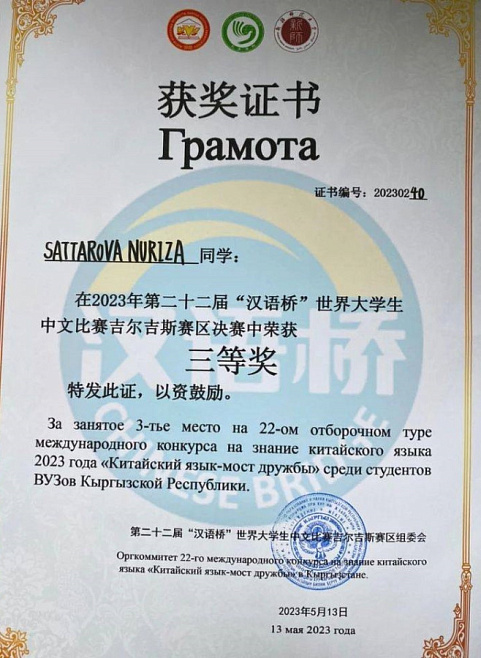 获奖证书
Грамота
证书编号：20230240
SATTAROVA NURIZA 同学：
在2023年第二十二届“汉语桥”世界大学生
中文比赛吉尔吉斯赛区决赛中荣获
三等奖
特发此证，以资鼓励。
汉语桥
CHINESE BRIDGE
За занятое 3-тье место на 22-ом отборочном туре
международного конкурса на знание китайского языка
2023 года «Китайский язык-мост дружбы» среди студентов
ВУЗов Кыргызской Республики.
第二十二届“汉语桥”世界大学生中文比赛吉尔吉斯赛区组委会
Оргкоммитет 22-го международного конкурса на знание китайского
языка «Китайский язык-мост дружбы» в Кыргызстане.
2023年5月13日
13 мая 2023 года